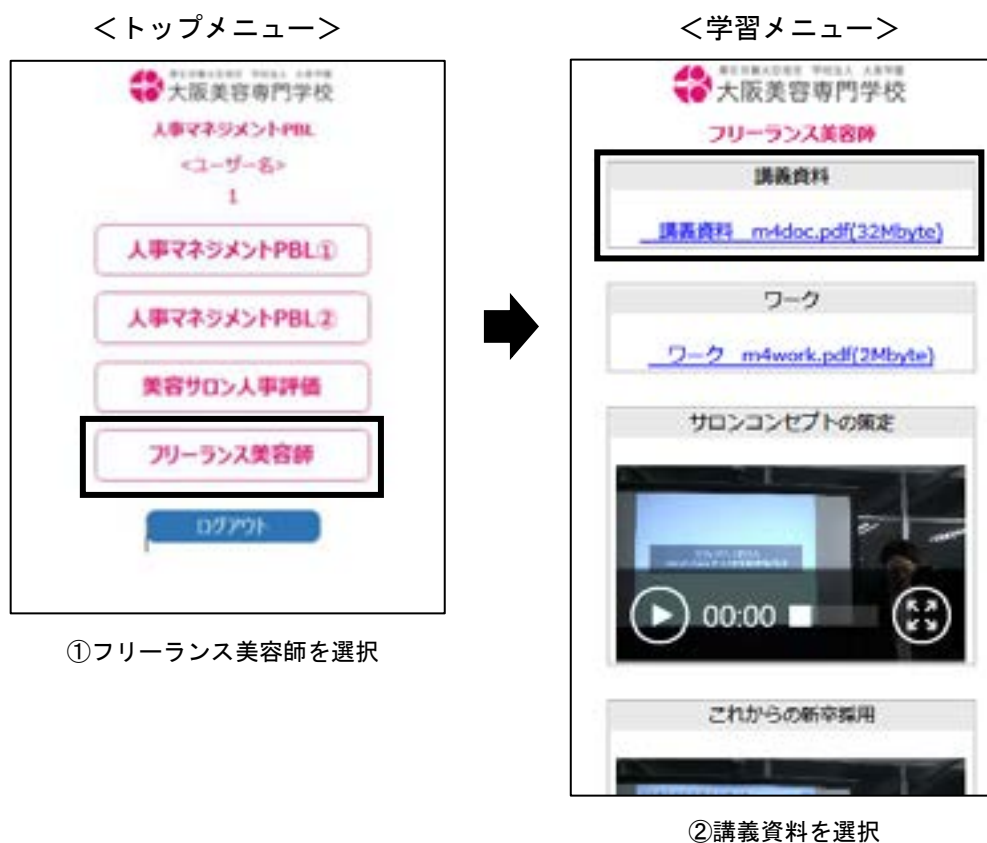 ＜トップメニュー＞
大阪美容専門学校
人事マネジメントPBL
<ユーザー名>
1
人事マネジメントPBL①
人事マネジメントPBL②
美容サロン人事評価
フリーランス美容師
ログアウト
①フリーランス美容師を選択
＜学習メニュー＞
大阪美容専門学校
フリーランス美容師
講義資料
講義資料 m4doc.pdf(32Mbyte)
ワーク
ワーク m4work.pdf(2Mbyte)
サロンコンセプトの策定
00:00
これからの新卒採用
②講義資料を選択